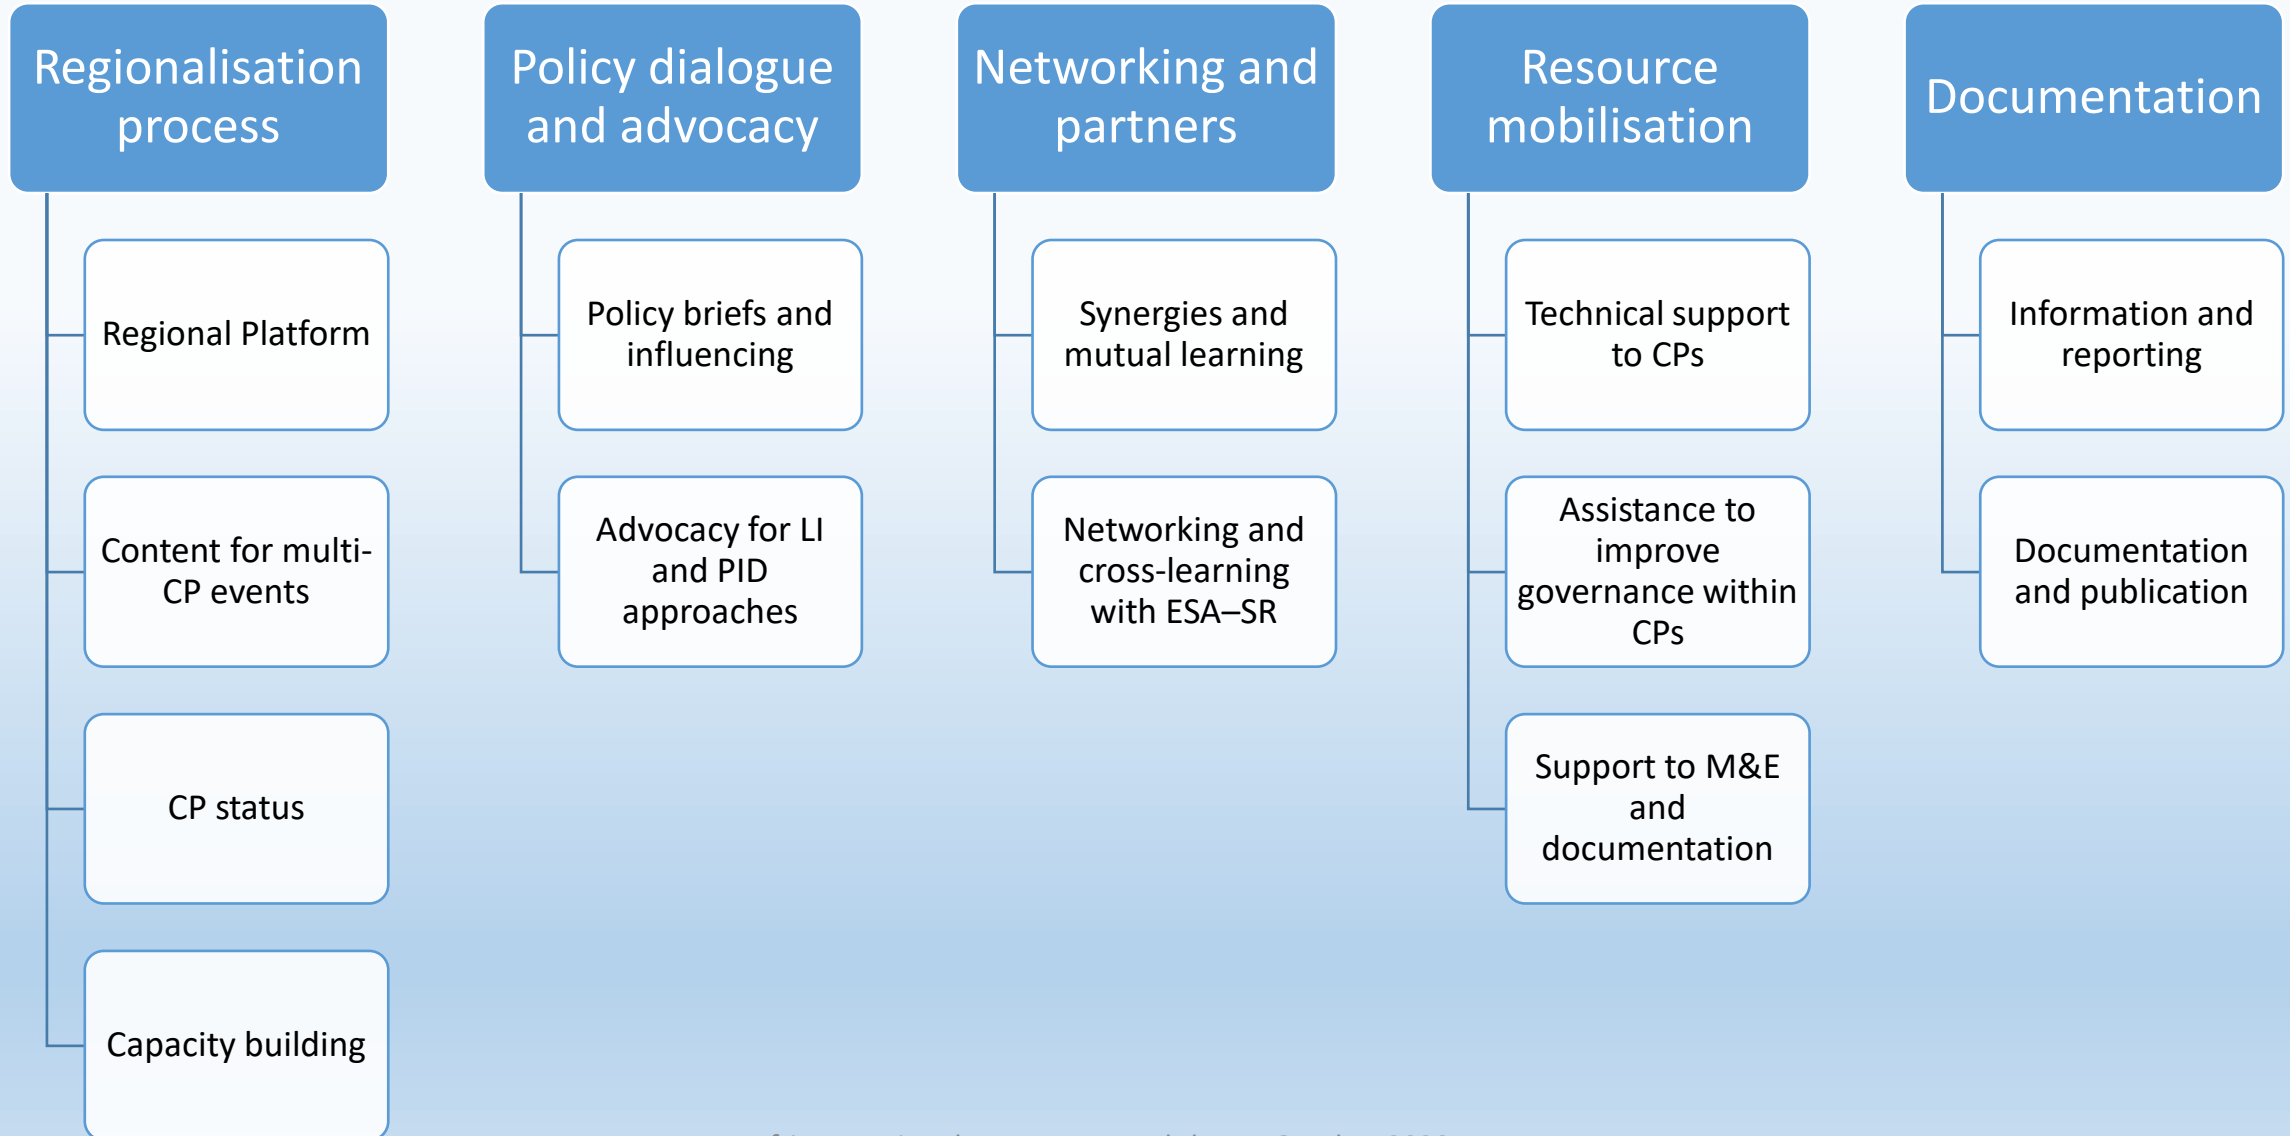 Regionalisation
process
Regional Platform
Content for multi-
CP events
CP status
Capacity building
Policy dialogue
and advocacy
Policy briefs and
influencing
Advocacy for LI
and PID
approaches
Networking and
partners
Synergies and
mutual learning
Networking and
cross-learning
with ESA–SR
Resource
mobilisation
Technical support
to CPs
Assistance to
improve
governance within
CPs
Support to M&E
and
documentation
Documentation
Information and
reporting
Documentation
and publication